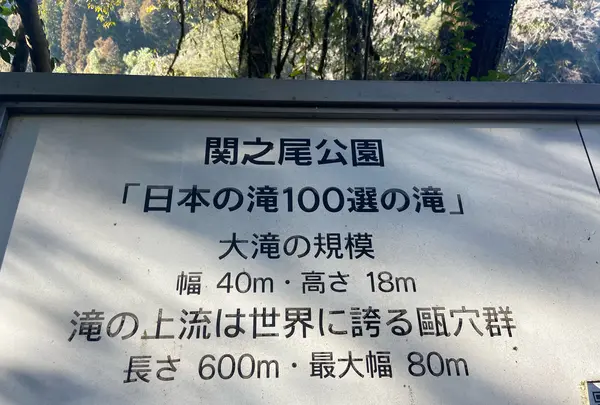 関之尾公園
「日本の滝100選の滝」
大滝の規模
幅 40m・高さ 18m
滝の上流は世界に誇る甌穴群
長さ 600m・最大幅 80m